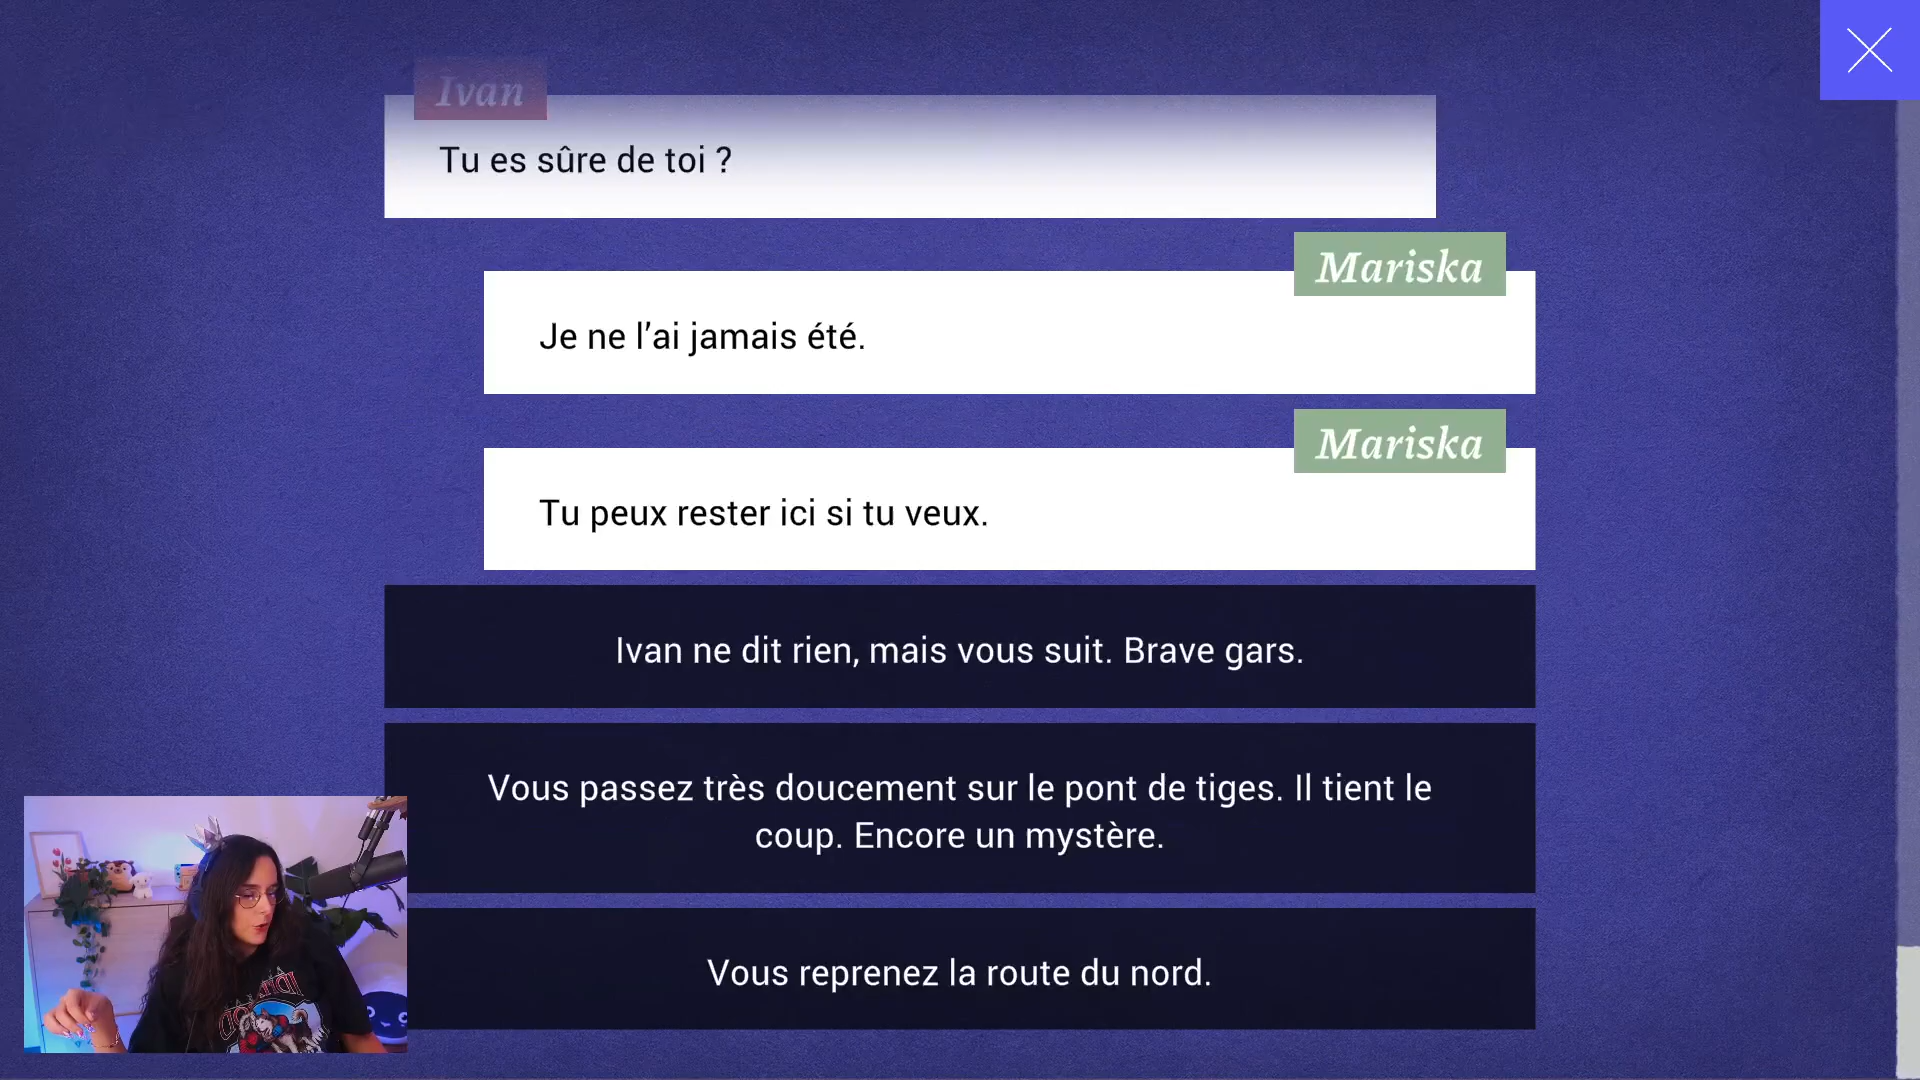 Ivan
Tu es sûre de toi ?
Mariska
Je ne l’ai jamais été.
Mariska
Tu peux rester ici si tu veux.
Ivan ne dit rien, mais vous suit. Brave gars.
Vous passez très doucement sur le pont de tiges. Il tient le
coup. Encore un mystère.
Vous reprenez la route du nord.